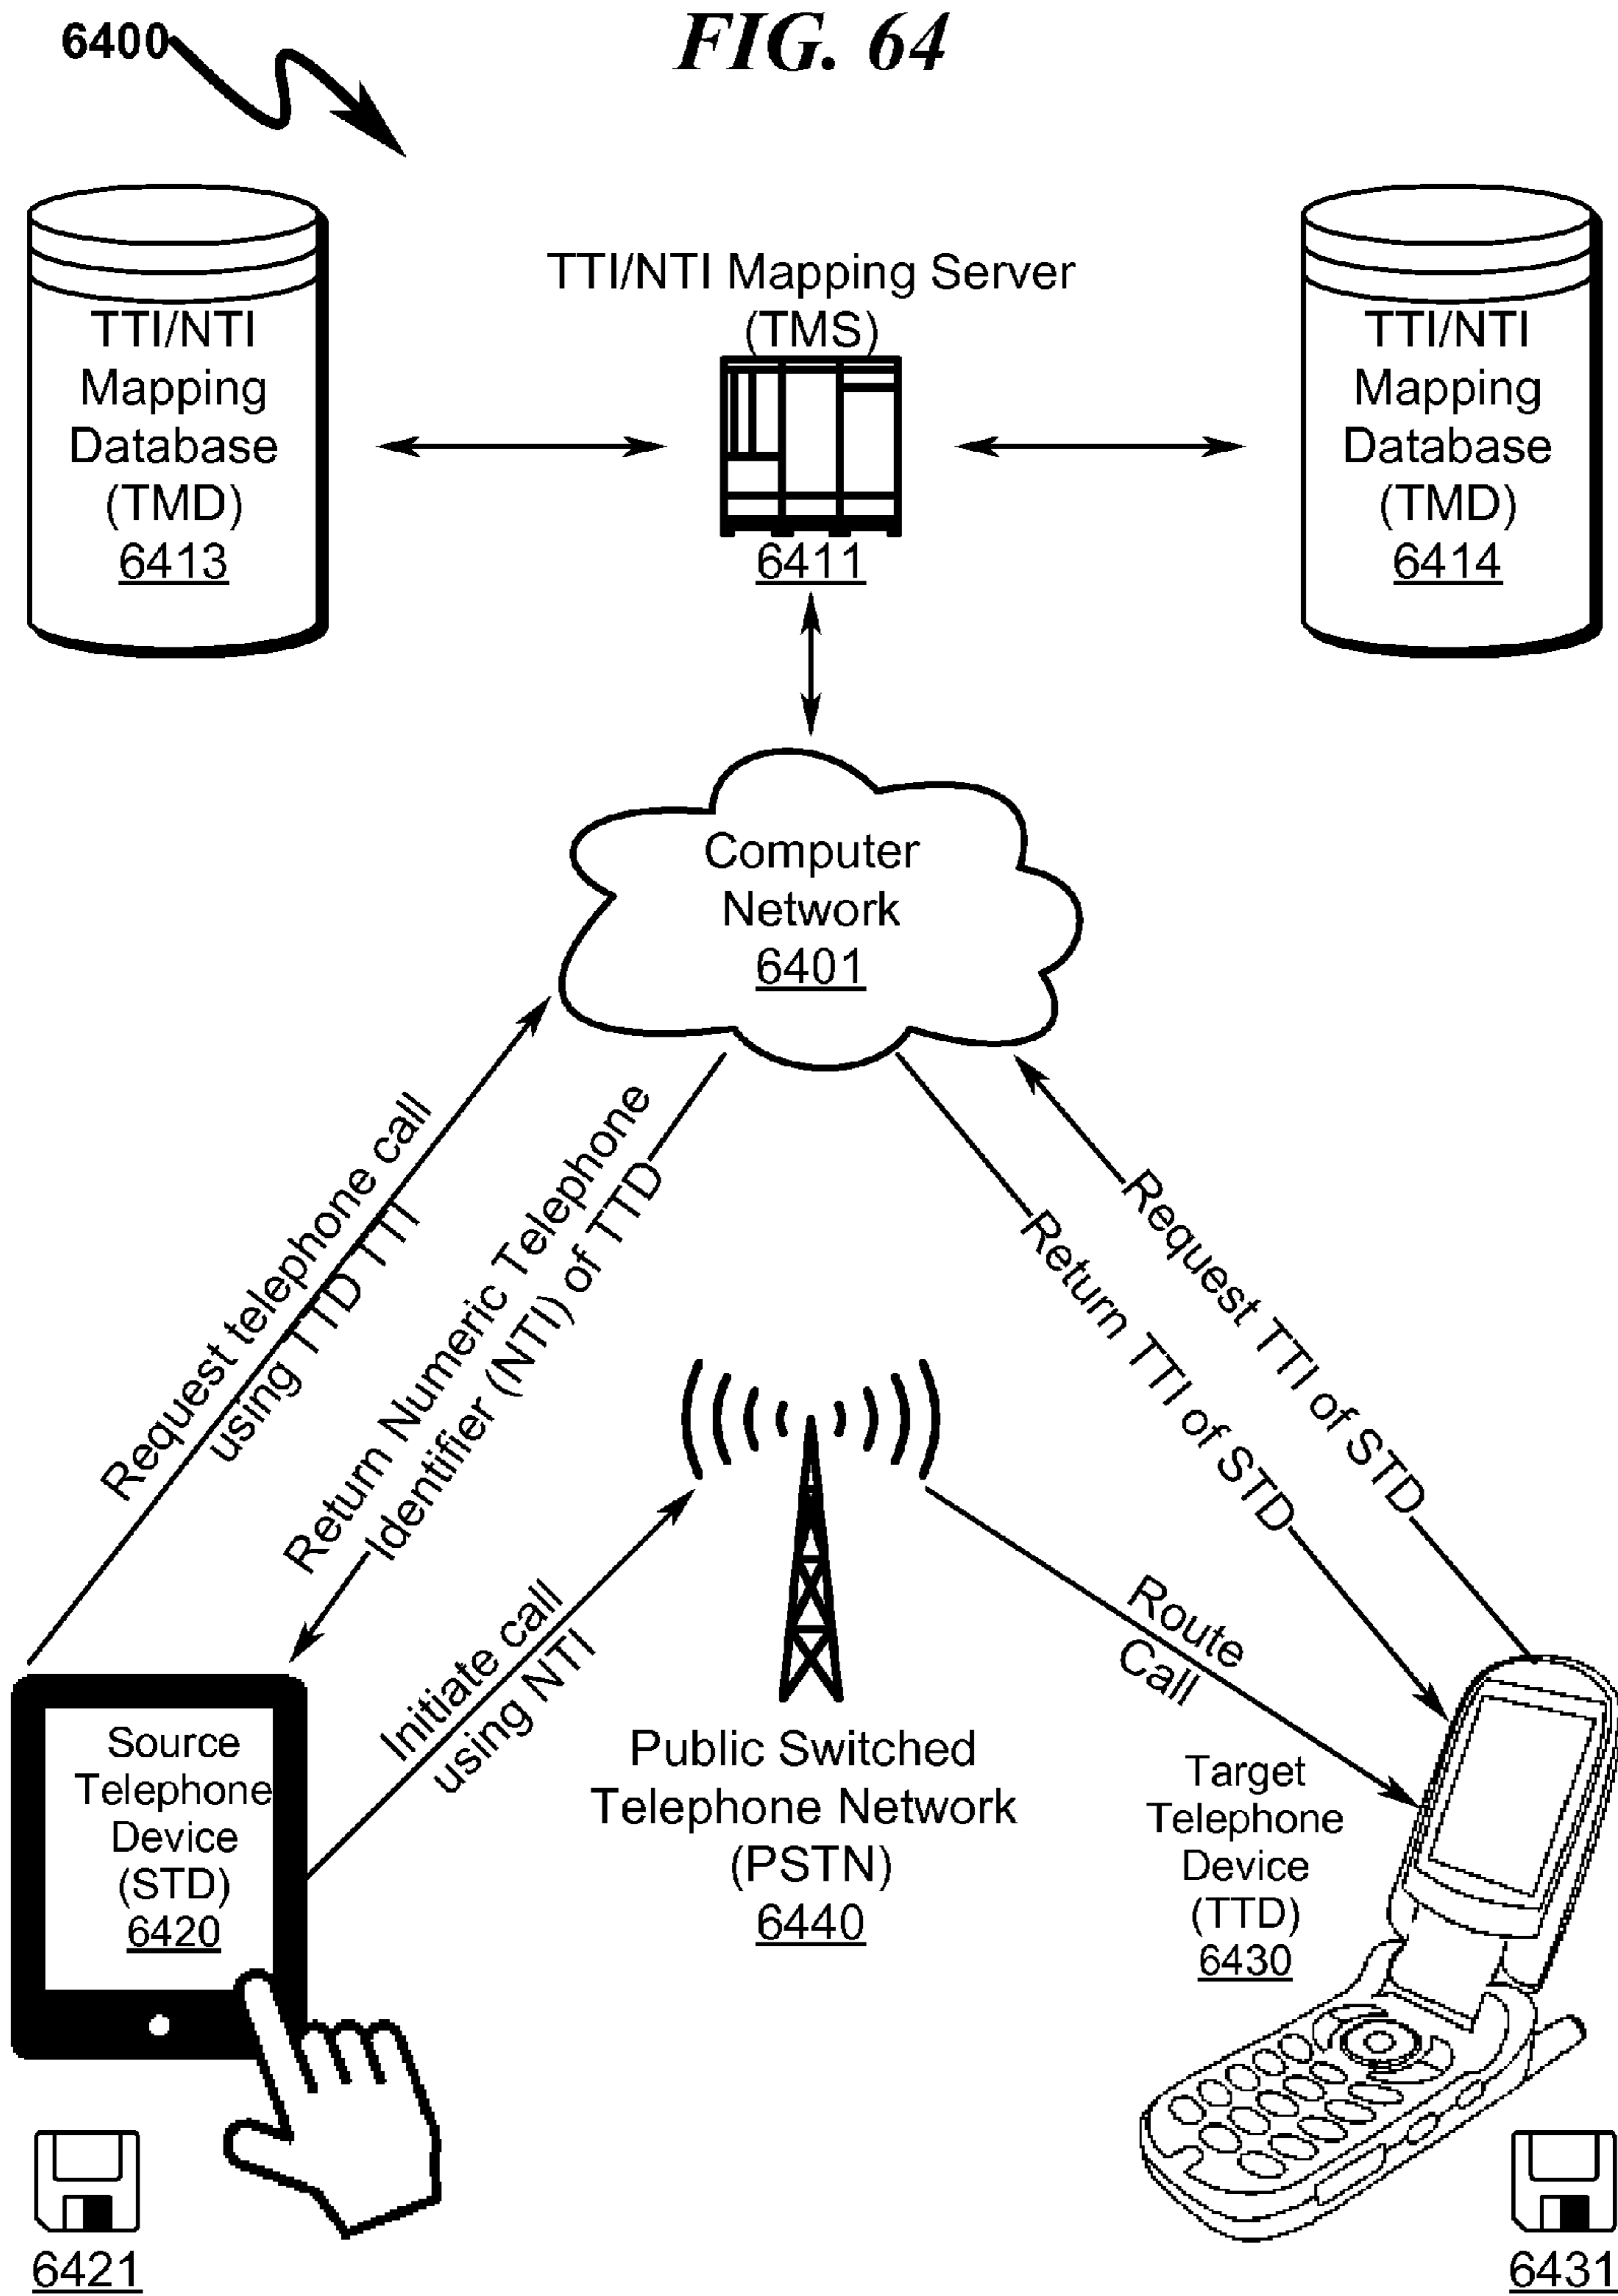 FIG. 64
6400
TTI/NTI
Mapping
Database
(TMD)
6413
TTI/NTI Mapping Server
(TMS)
6411
TTI/NTI
Mapping
Database
(TMD)
6414
Computer
Network
6401
Request telephone call
using TTD TTI
Return Numeric Telephone
Identifier (NTI) of TTD
Return TTI of STD
Request TTI of STD
Initiate call
using NTI
Route
Call
Source
Telephone
Device
(STD)
6420
Public Switched
Telephone Network
(PSTN)
6440
Target
Telephone
Device
(TTD)
6430
6421
6431